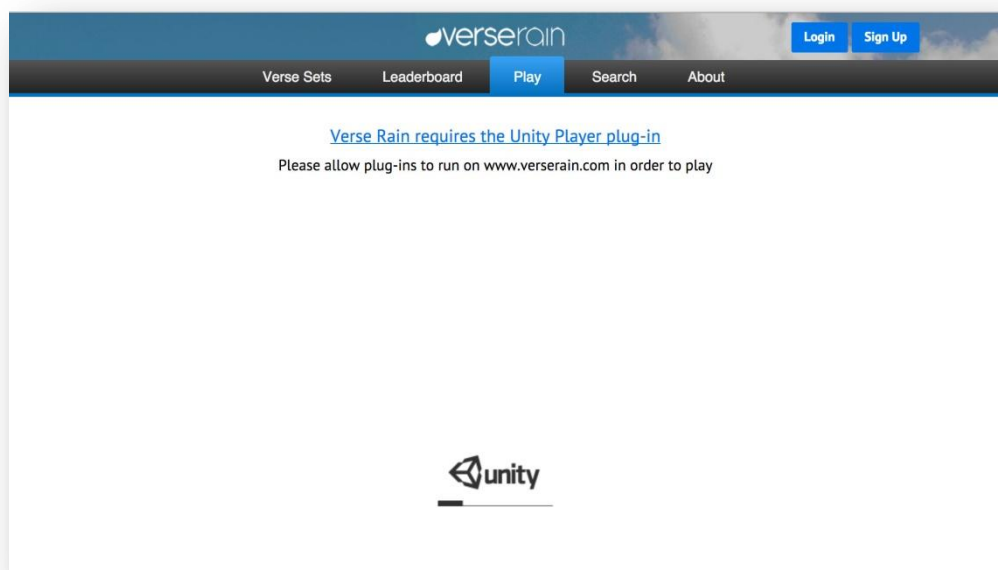 verserain
Login Sign Up
Verse Sets Leaderboard Play Search About
Verse Rain requires the Unity Player plug-in
Please allow plug-ins to run on www.verserain.com in order to play
unity